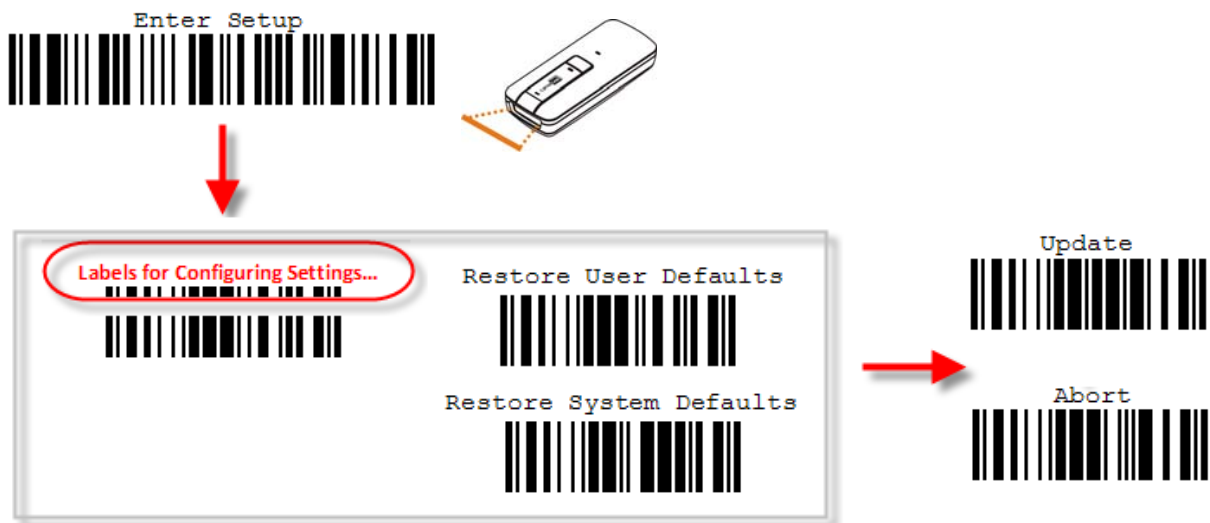 Enter Setup
Labels for Configuring Settings...
Restore User Defaults
Restore System Defaults
Update
Abort